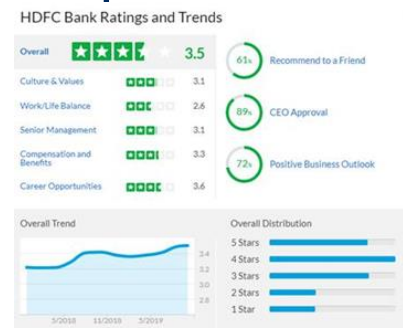 HDFC Bank Ratings and Trends
Overall 3.5
Culture & Values 3.1
Work/Life Balance 2.6
Senior Management 3.1
Compensation and
Benefits 3.3
Career Opportunities 3.6
61% Recommend to a Friend
89% CEO Approval
72% Positive Business Outlook
Overall Trend
3.4
3.2
3.0
2.8
5/2018 11/2018 5/2019
Overall Distribution
5 Stars
4 Stars
3 Stars
2 Stars
1 Star